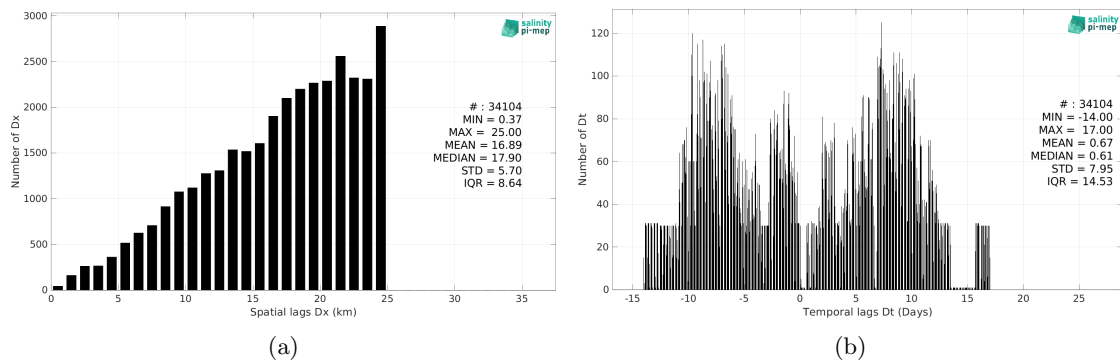 3000
2500
2000
1500
1000
500
0
Number of Dx
0 5 10 15 20 25 30 35
Spatial lags Dx (km)
salinity
pi-mep
# : 34104
MIN = 0.37
MAX = 25.00
MEAN = 16.89
MEDIAN = 17.90
STD = 5.70
IQR = 8.64
(a)
120
100
80
60
40
20
0
Number of Dt
-15 -10 -5 0 5 10 15 20 25
Temporal lags Dt (Days)
salinity
pi-mep
# : 34104
MIN = -14.00
MAX = 17.00
MEAN = 0.67
MEDIAN = 0.61
STD = 7.95
IQR = 14.53
(b)